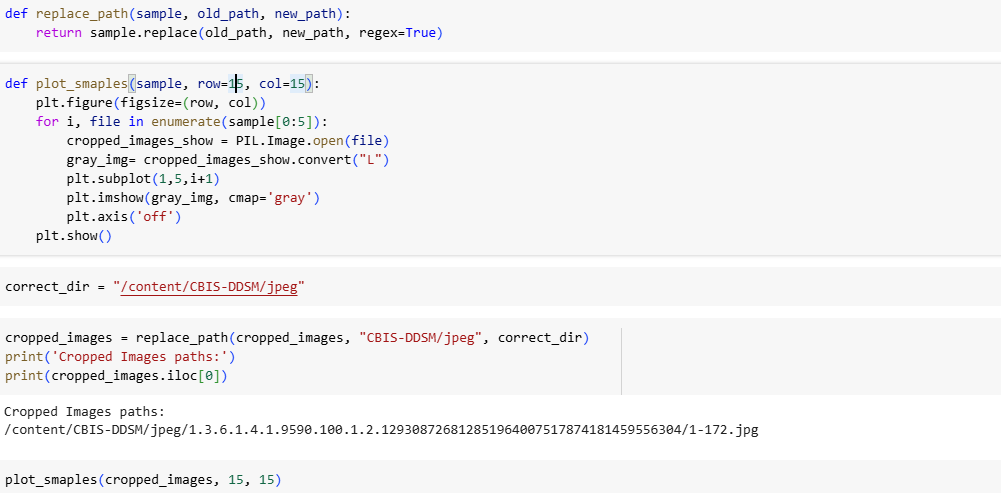 def replace_path(sample, old_path, new_path):
    return sample.replace(old_path, new_path, regex=True)
def plot_smaples(sample, row=15, col=15):
    plt.figure(figsize=(row, col))
    for i, file in enumerate(sample[0:5]):
        cropped_images_show = PIL.Image.open(file)
        gray_img= cropped_images_show.convert("L")
        plt.subplot(1,5,i+1)
        plt.imshow(gray_img, cmap='gray')
        plt.axis('off')
    plt.show()
correct_dir = "/content/CBIS-DDSM/jpeg"
cropped_images = replace_path(cropped_images, "CBIS-DDSM/jpeg", correct_dir)
print('Cropped Images paths:')
print(cropped_images.iloc[0])
Cropped Images paths:
/content/CBIS-DDSM/jpeg/1.3.6.1.4.1.9590.100.1.2.129308726812851964007517874181459556304/1-172.jpg
plot_smaples(cropped_images, 15, 15)